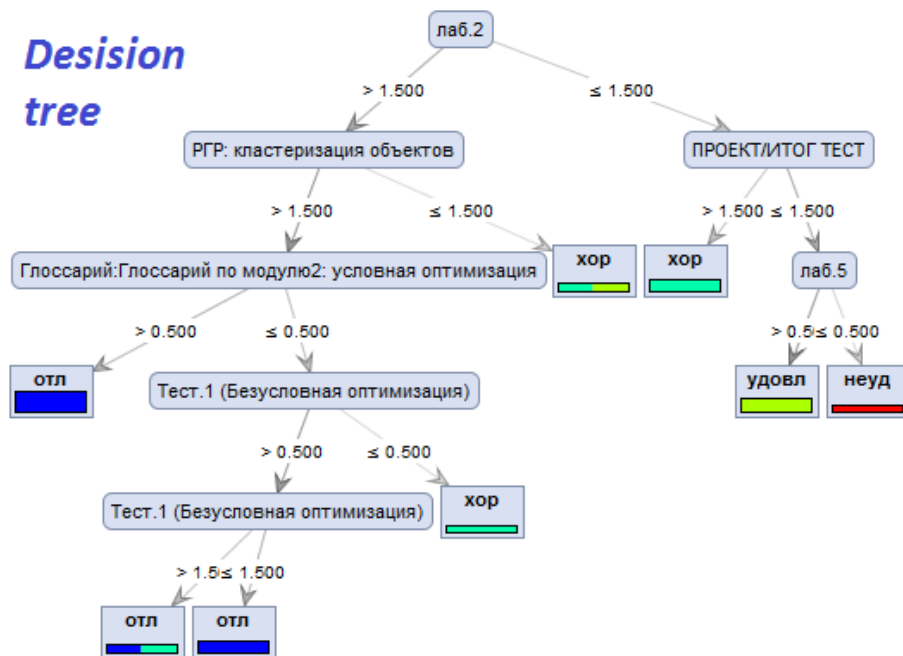 Desision
tree
лаб.2
> 1.500
≤ 1.500
РГР: кластеризация объектов
ПРОЕКТ/ИТОГ ТЕСТ
> 1.500
≤ 1.500
> 1.500
≤ 1.500
Глоссарий:Глоссарий по модулю2: условная оптимизация
хор
хор
лаб.5
> 0.500
≤ 0.500
> 0.5
≤ 0.500
отл
Тест.1 (Безусловная оптимизация)
удовл
неуд
> 0.500
≤ 0.500
Тест.1 (Безусловная оптимизация)
хор
> 1.5
≤ 1.500
отл
отл